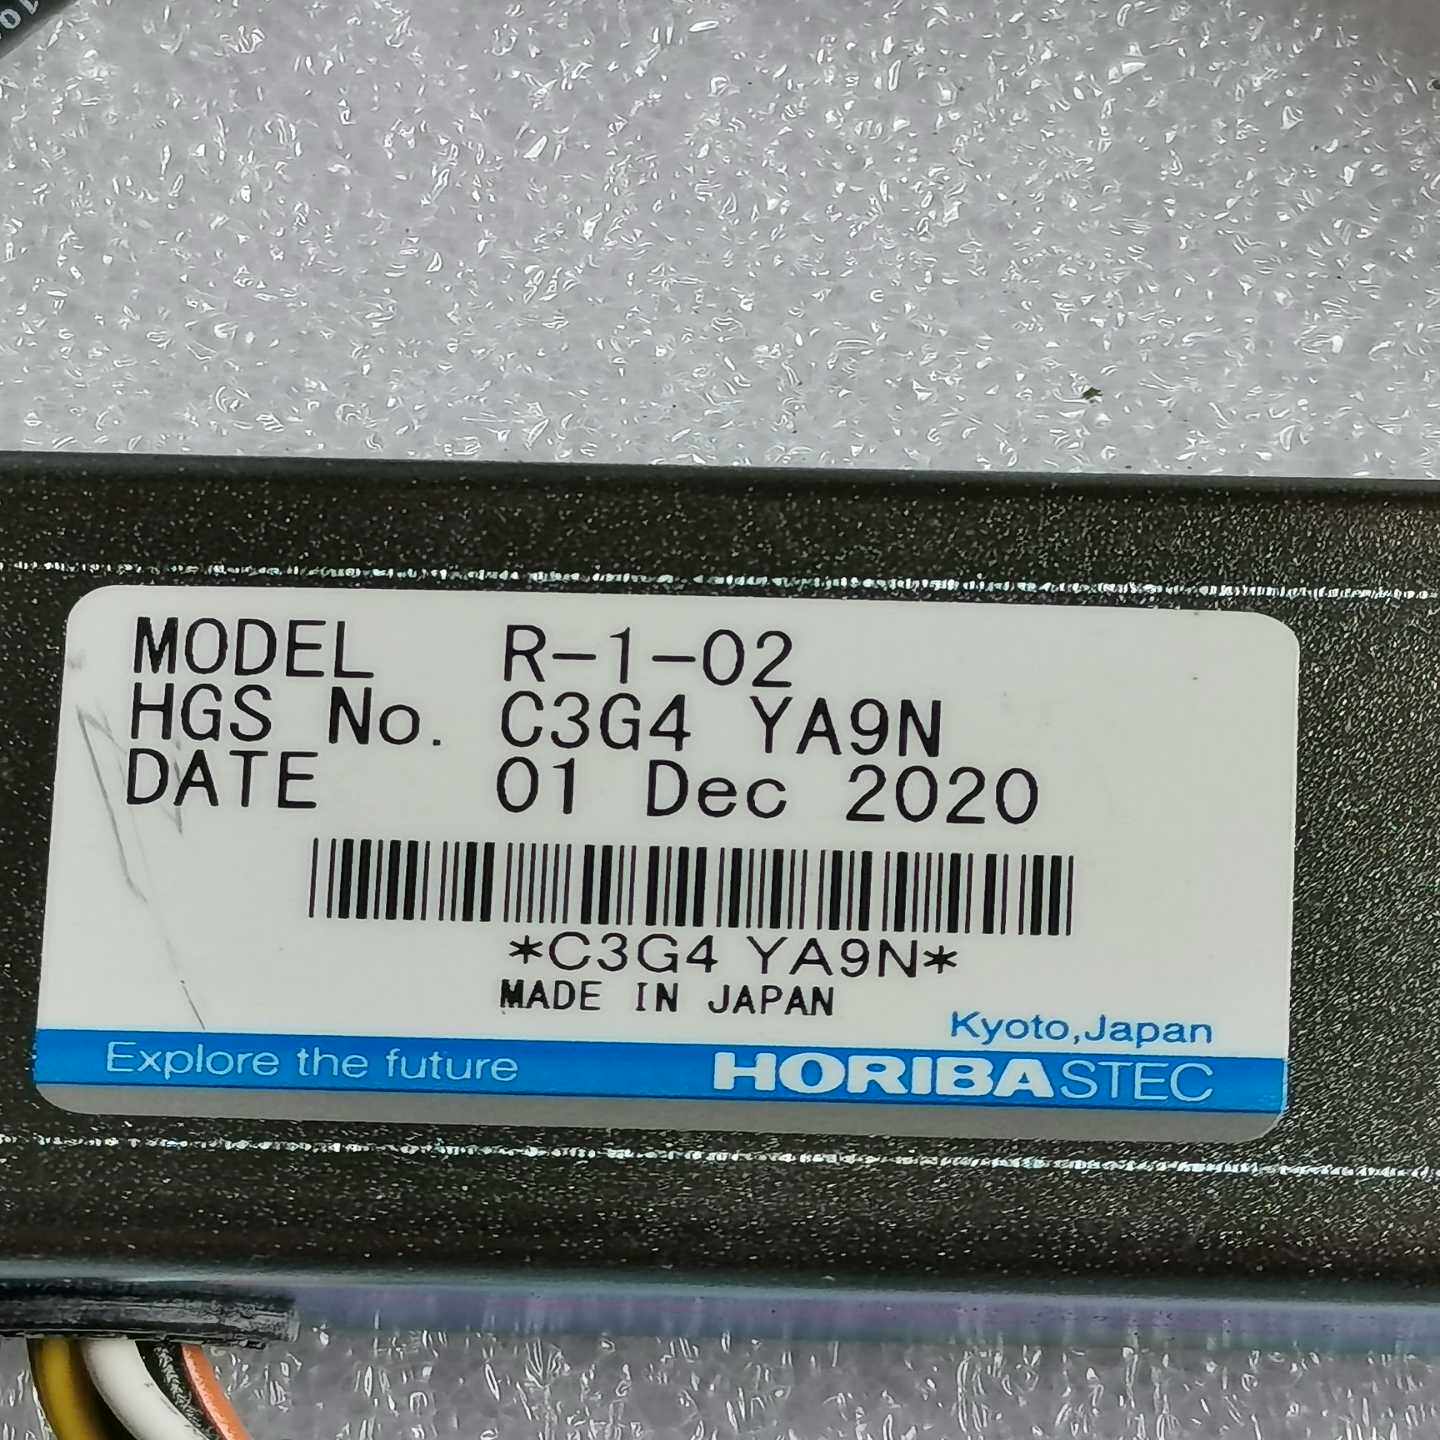 MODEL R-1-02
HGS No. C3G4 YA9N
DATE 01 Dec 2020
*C3G4 YA9N*
MADE IN JAPAN
Kyoto,Japan
Explore the future HORIBASTEC